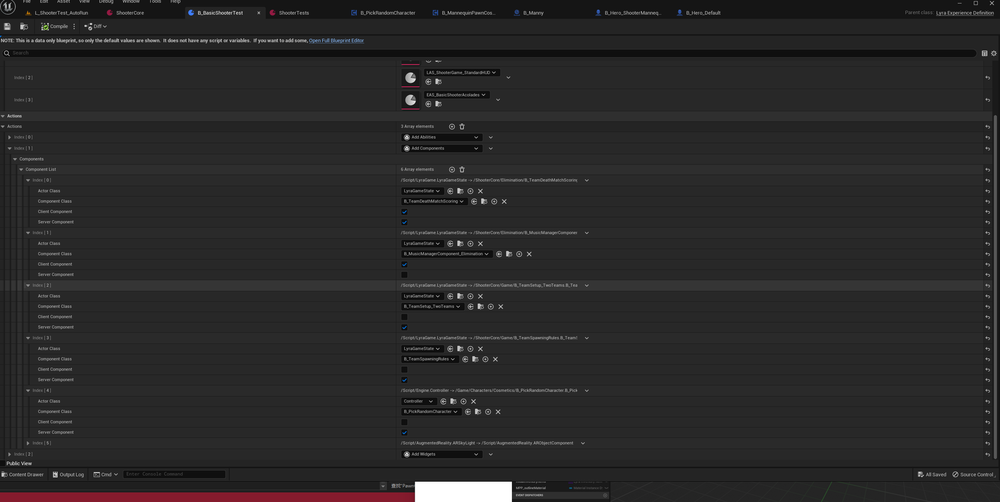 File Edit Asset View Debug Window Tools Help
L_ShooterTest_AutoRun ShooterCore B_BasicShooterTest ShooterTests B_PickRandomCharacter B_MannequinPawnCos... B_Manny B_Hero_ShooterManneq... B_Hero_Default Parent class: Lyra Experience Definition
Compile Diff
NOTE: This is a data only blueprint, so only the default values are shown. It does not have any script or variables. If you want to add some, Open Full Blueprint Editor
Search
Index [ 2 ] LAS_ShooterGame_StandardHUD
Index [ 3 ] EAS_BasicShooterAcolades
Actions
Actions 3 Array elements
Index [ 0 ] Add Abilities
Index [ 1 ] Add Components
Components
Component List 6 Array elements
Index [ 0 ] /Script/LyraGame.LyraGameState -> /ShooterCore/Elimination/B_TeamDeathMatchScoring
Actor Class LyraGameState
Component Class B_TeamDeathMatchScoring
Client Component
Server Component
Index [ 1 ] /Script/LyraGame.LyraGameState -> /ShooterCore/Elimination/B_MusicManagerComponer
Actor Class LyraGameState
Component Class B_MusicManagerComponent_Elimination
Client Component
Server Component
Index [ 2 ] /Script/LyraGame.LyraGameState -> /ShooterCore/Game/B_TeamSetup_TwoTeams.B_Tea
Actor Class LyraGameState
Component Class B_TeamSetup_TwoTeams
Client Component
Server Component
Index [ 3 ] /Script/LyraGame.LyraGameState -> /ShooterCore/Game/B_TeamSpawningRules.B_TeamS
Actor Class LyraGameState
Component Class B_TeamSpawningRules
Client Component
Server Component
Index [ 4 ] /Script/Engine.Controller -> /Game/Characters/Cosmetics/B_PickRandomCharacter.B_Pick
Actor Class Controller
Component Class B_PickRandomCharacter
Client Component
Server Component
Index [ 5 ] /Script/AugmentedReality.ARSkyLight -> /Script/AugmentedReality.ARObjectComponent
Index [ 2 ] Add Widgets
Public View
Content Drawer Output Log Cmd Enter Console Command All Saved Source Control
查找"Pawn
MPP_outlineMaterial Material Instance D
EVENT DISPATCHERS